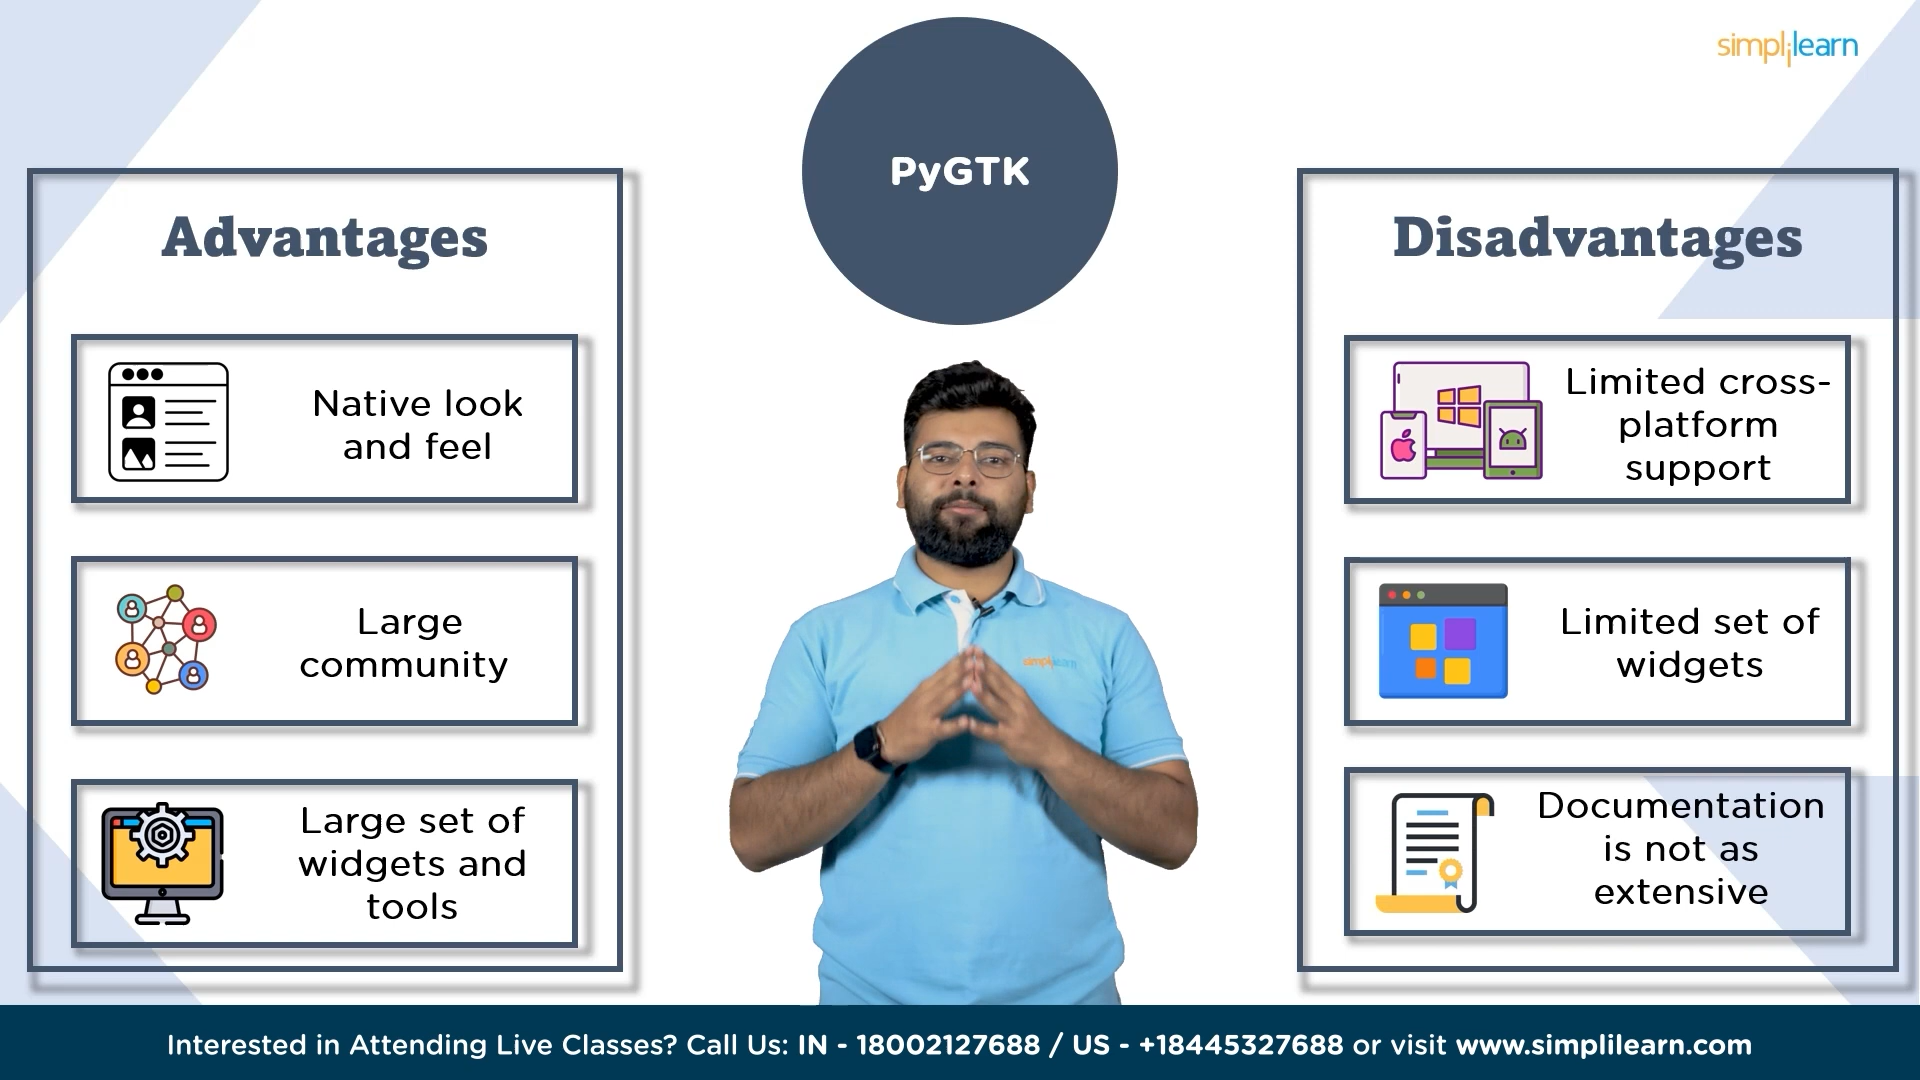 simplilearn
PyGTK
Advantages
Native look
and feel
Large
community
Large set of
widgets and
tools
Disadvantages
Limited cross-
platform
support
Limited set of
widgets
Documentation
is not as
extensive
simplilearn
Interested in Attending Live Classes? Call Us: IN - 18002127688 / US - +18445327688 or visit www.simplilearn.com